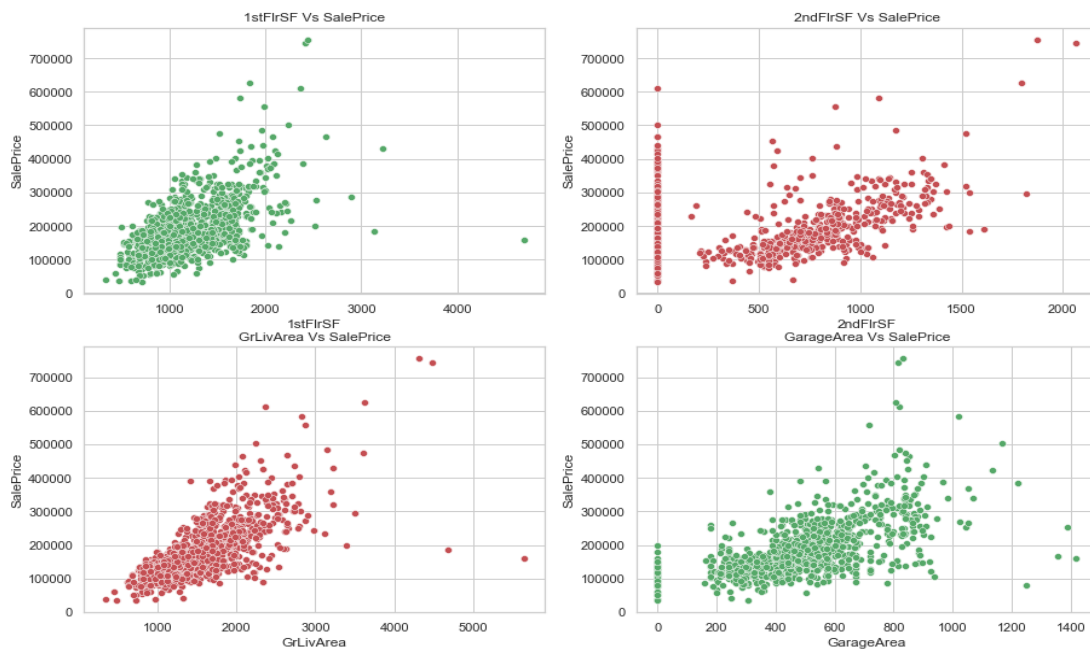 1stFlrSF Vs SalePrice
700000
600000
500000
400000
300000
200000
100000
0
SalePrice
1000 2000 3000 4000
1stFlrSF
2ndFlrSF Vs SalePrice
700000
600000
500000
400000
300000
200000
100000
0
SalePrice
0 500 1000 1500 2000
2ndFlrSF
GrLivArea Vs SalePrice
700000
600000
500000
400000
300000
200000
100000
0
SalePrice
1000 2000 3000 4000 5000
GrLivArea
GarageArea Vs SalePrice
700000
600000
500000
400000
300000
200000
100000
0
SalePrice
0 200 400 600 800 1000 1200 1400
GarageArea